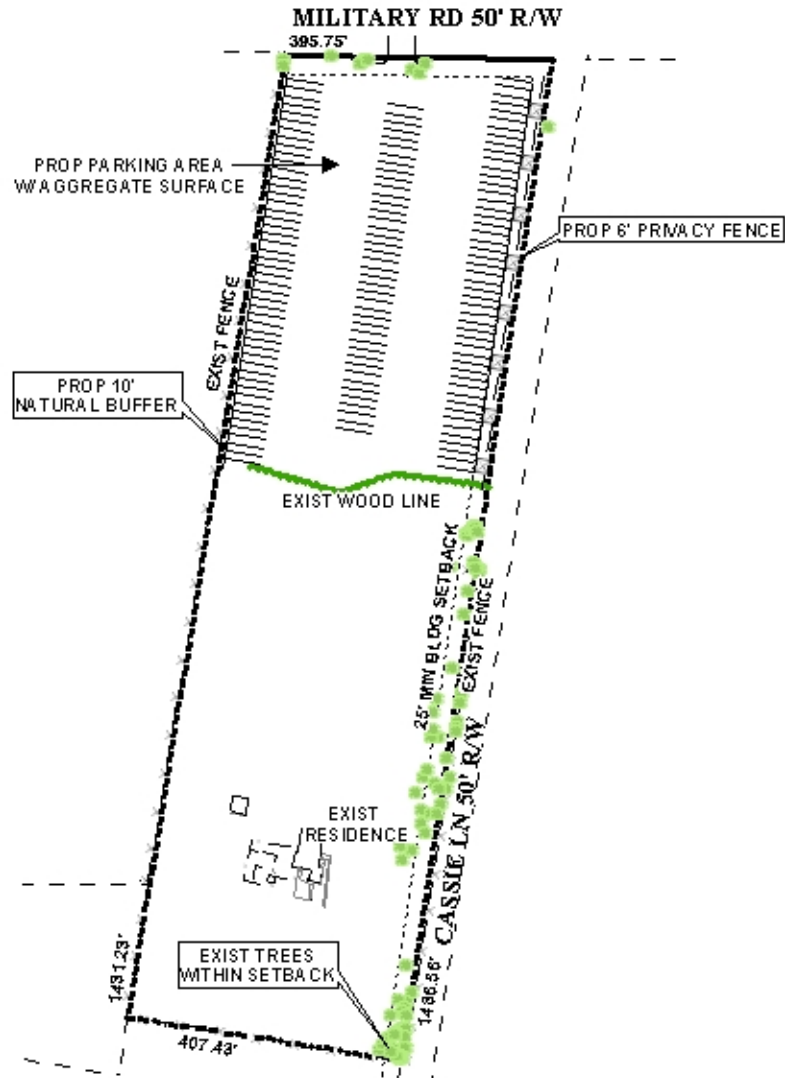 MILITARY RD 50' R/W
395.75'
PROP PARKING AREA
W/AGGREGATE SURFACE
PROP 6' PRIVACY FENCE
EXIST FENCE
PROP 10'
NATURAL BUFFER
EXIST WOOD LINE
25' MIN BLDG SETBACK
EXIST FENCE
CASSIE LN 50' R/W
EXIST
RESIDENCE
EXIST TREES
WITHIN SETBACK
1431.23'
1486.56'
407.43'